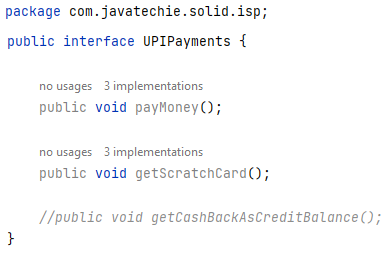 package com.javatechie.solid.isp;
public interface UPIPayments {
no usages   3 implementations
public void payMoney();
no usages   3 implementations
public void getScratchCard();
//public void getCashBackAsCreditBalance();
}